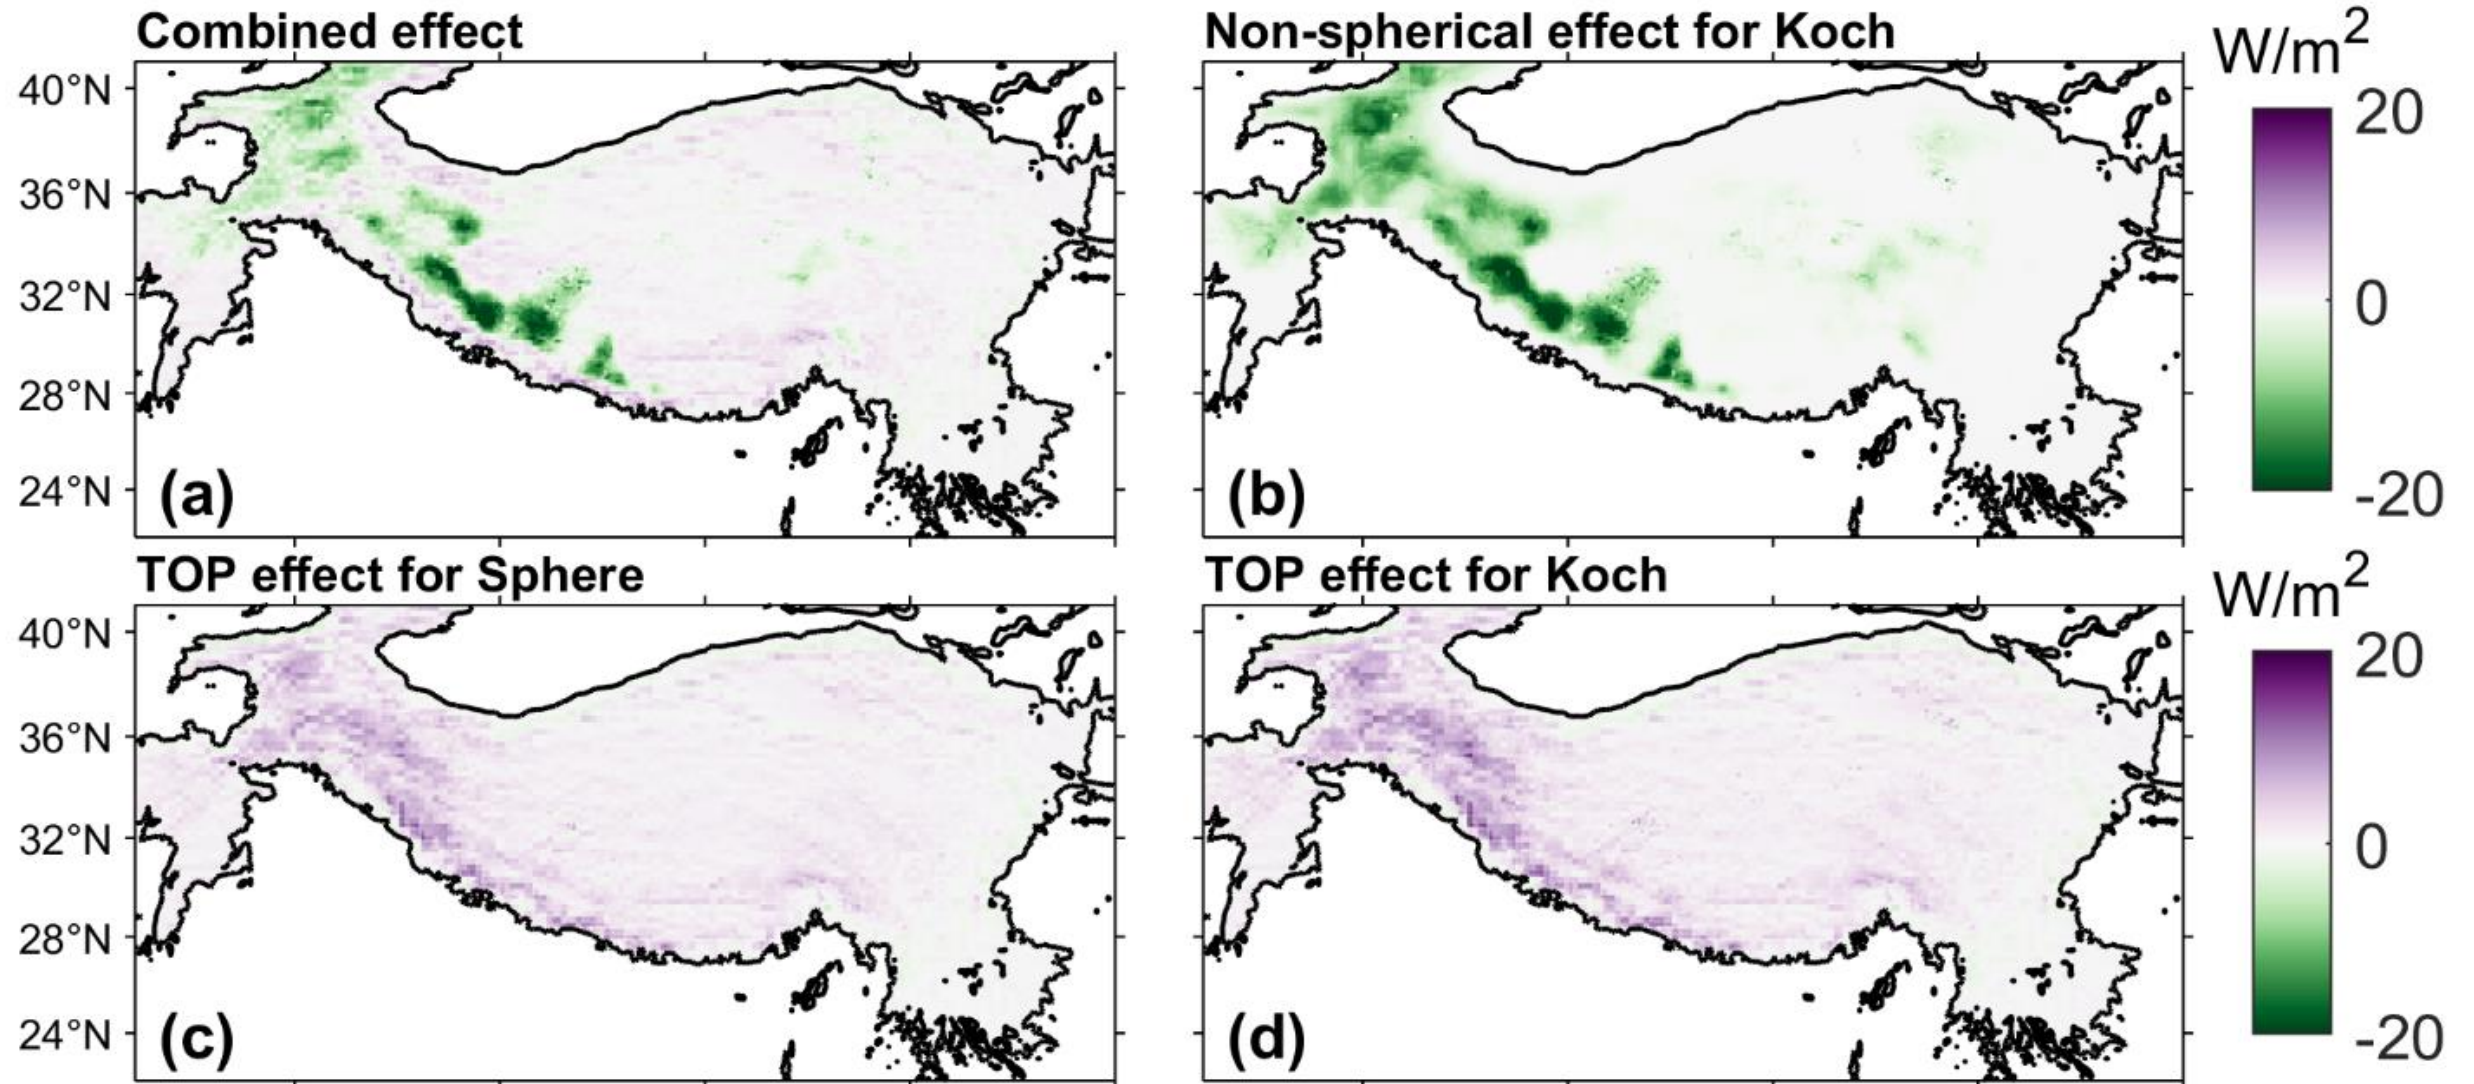 Combined effect
Non-spherical effect for Koch
W/m2
40°N
36°N
32°N
28°N
24°N
(a)
(b)
20
0
-20
TOP effect for Sphere
TOP effect for Koch
W/m2
40°N
36°N
32°N
28°N
24°N
(c)
(d)
20
0
-20